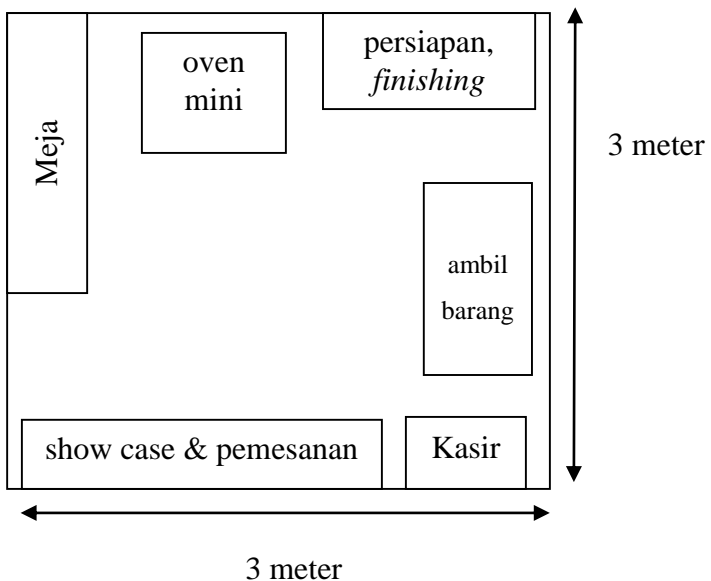 oven
mini
persiapan,
finishing
Meja
3 meter
ambil
barang
show case & pemesanan
Kasir
3 meter